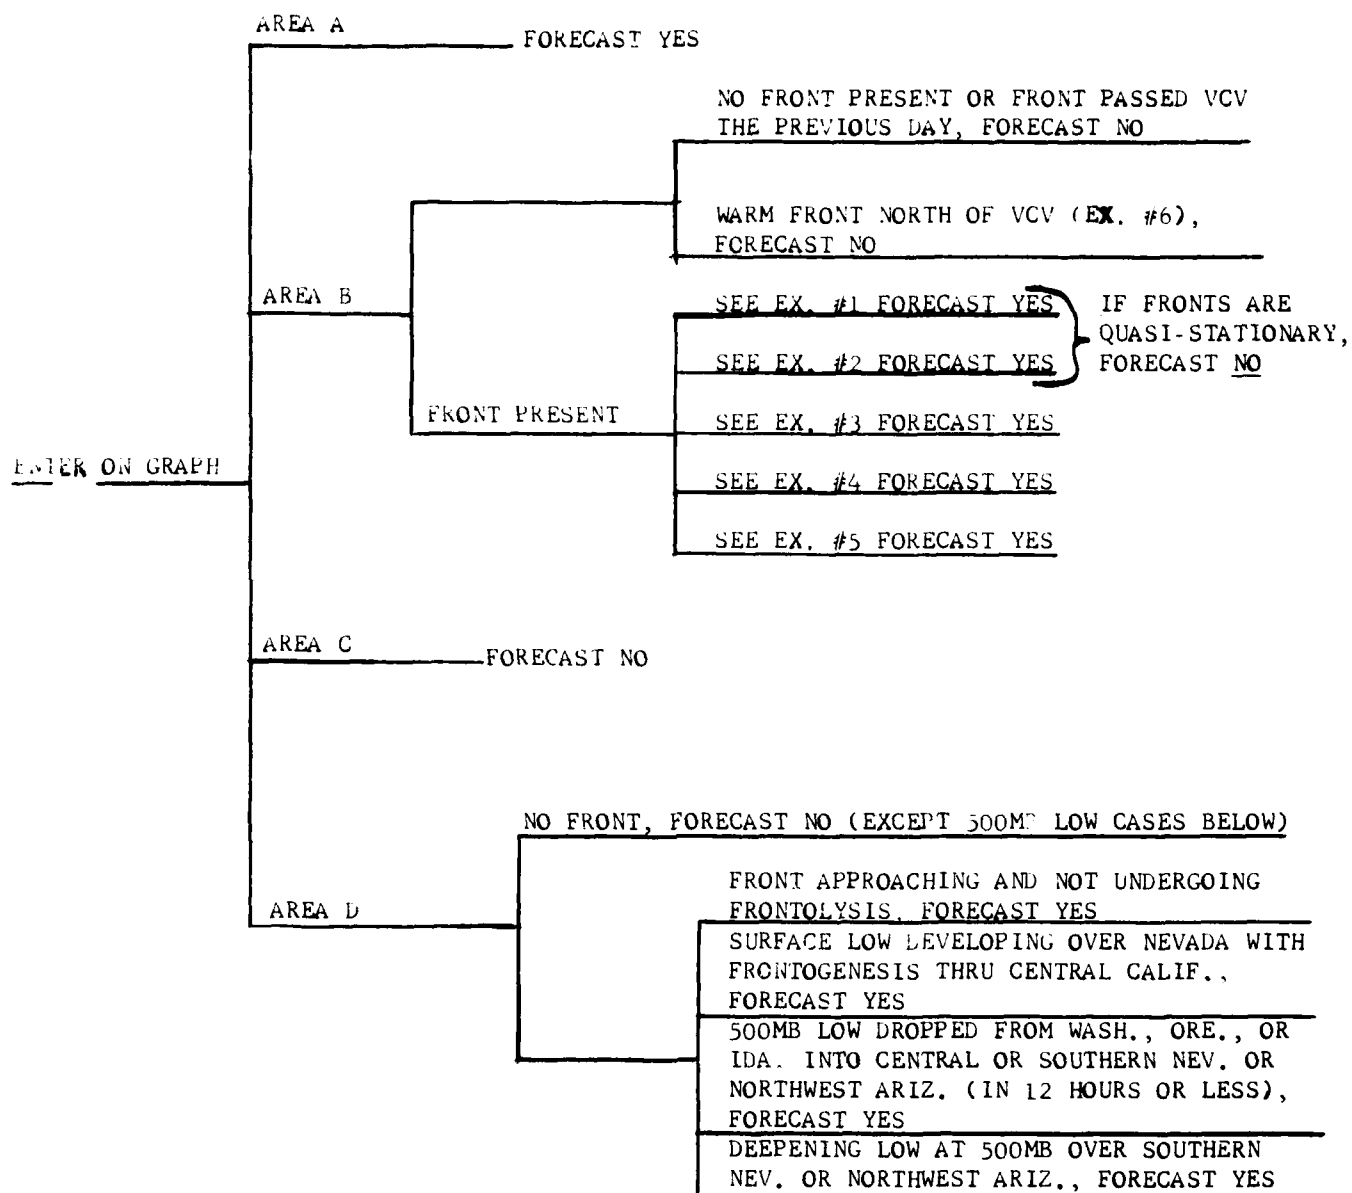 AREA A
FORECAST YES
NO FRONT PRESENT OR FRONT PASSED VCV
THE PREVIOUS DAY, FORECAST NO
WARM FRONT NORTH OF VCV (EX. #6),
FORECAST NO
AREA B
SEE EX. #1 FORECAST YES
SEE EX. #2 FORECAST YES
IF FRONTS ARE
QUASI-STATIONARY,
FORECAST NO
FRONT PRESENT
SEE EX. #3 FORECAST YES
SEE EX. #4 FORECAST YES
SEE EX. #5 FORECAST YES
ENTER ON GRAPH
AREA C
FORECAST NO
NO FRONT, FORECAST NO (EXCEPT 500MB LOW CASES BELOW)
AREA D
FRONT APPROACHING AND NOT UNDERGOING
FRONTOLYSIS, FORECAST YES
SURFACE LOW DEVELOPING OVER NEVADA WITH
FRONTOGENESIS THRU CENTRAL CALIF.,
FORECAST YES
500MB LOW DROPPED FROM WASH., ORE., OR
IDA. INTO CENTRAL OR SOUTHERN NEV. OR
NORTHWEST ARIZ. (IN 12 HOURS OR LESS),
FORECAST YES
DEEPENING LOW AT 500MB OVER SOUTHERN
NEV. OR NORTHWEST ARIZ., FORECAST YES